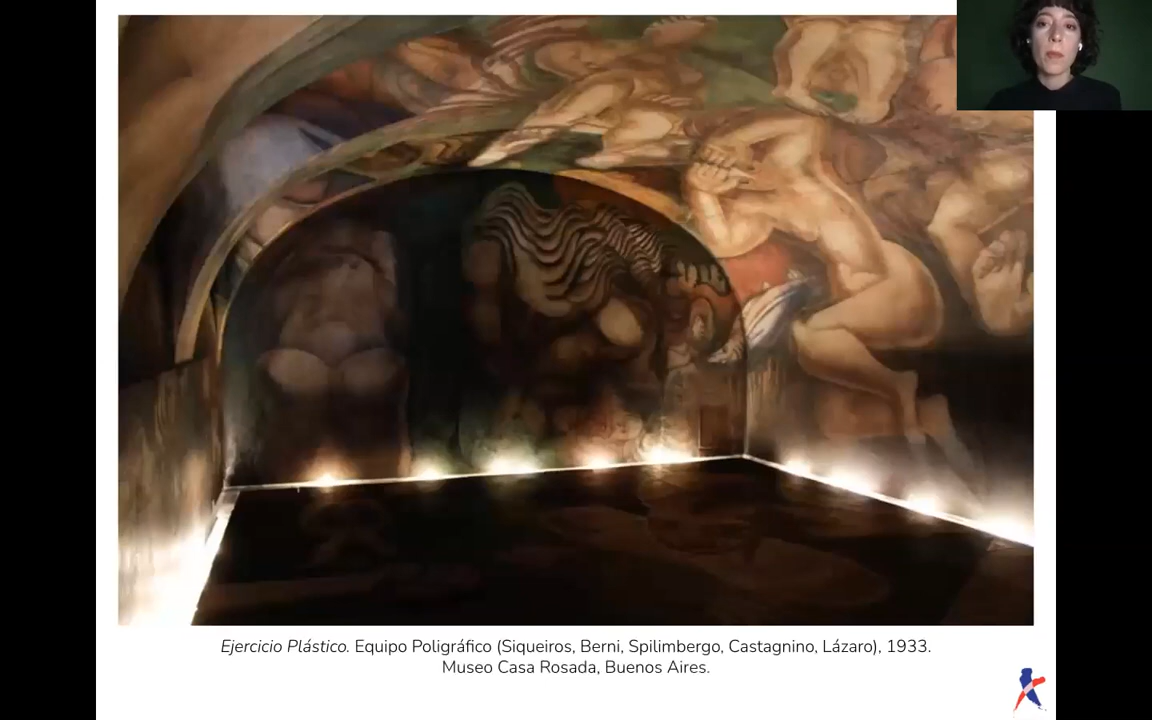 Ejercicio Plástico. Equipo Poligráfico (Siqueiros, Berni, Spilimbergo, Castagnino, Lázaro), 1933.
Museo Casa Rosada, Buenos Aires.